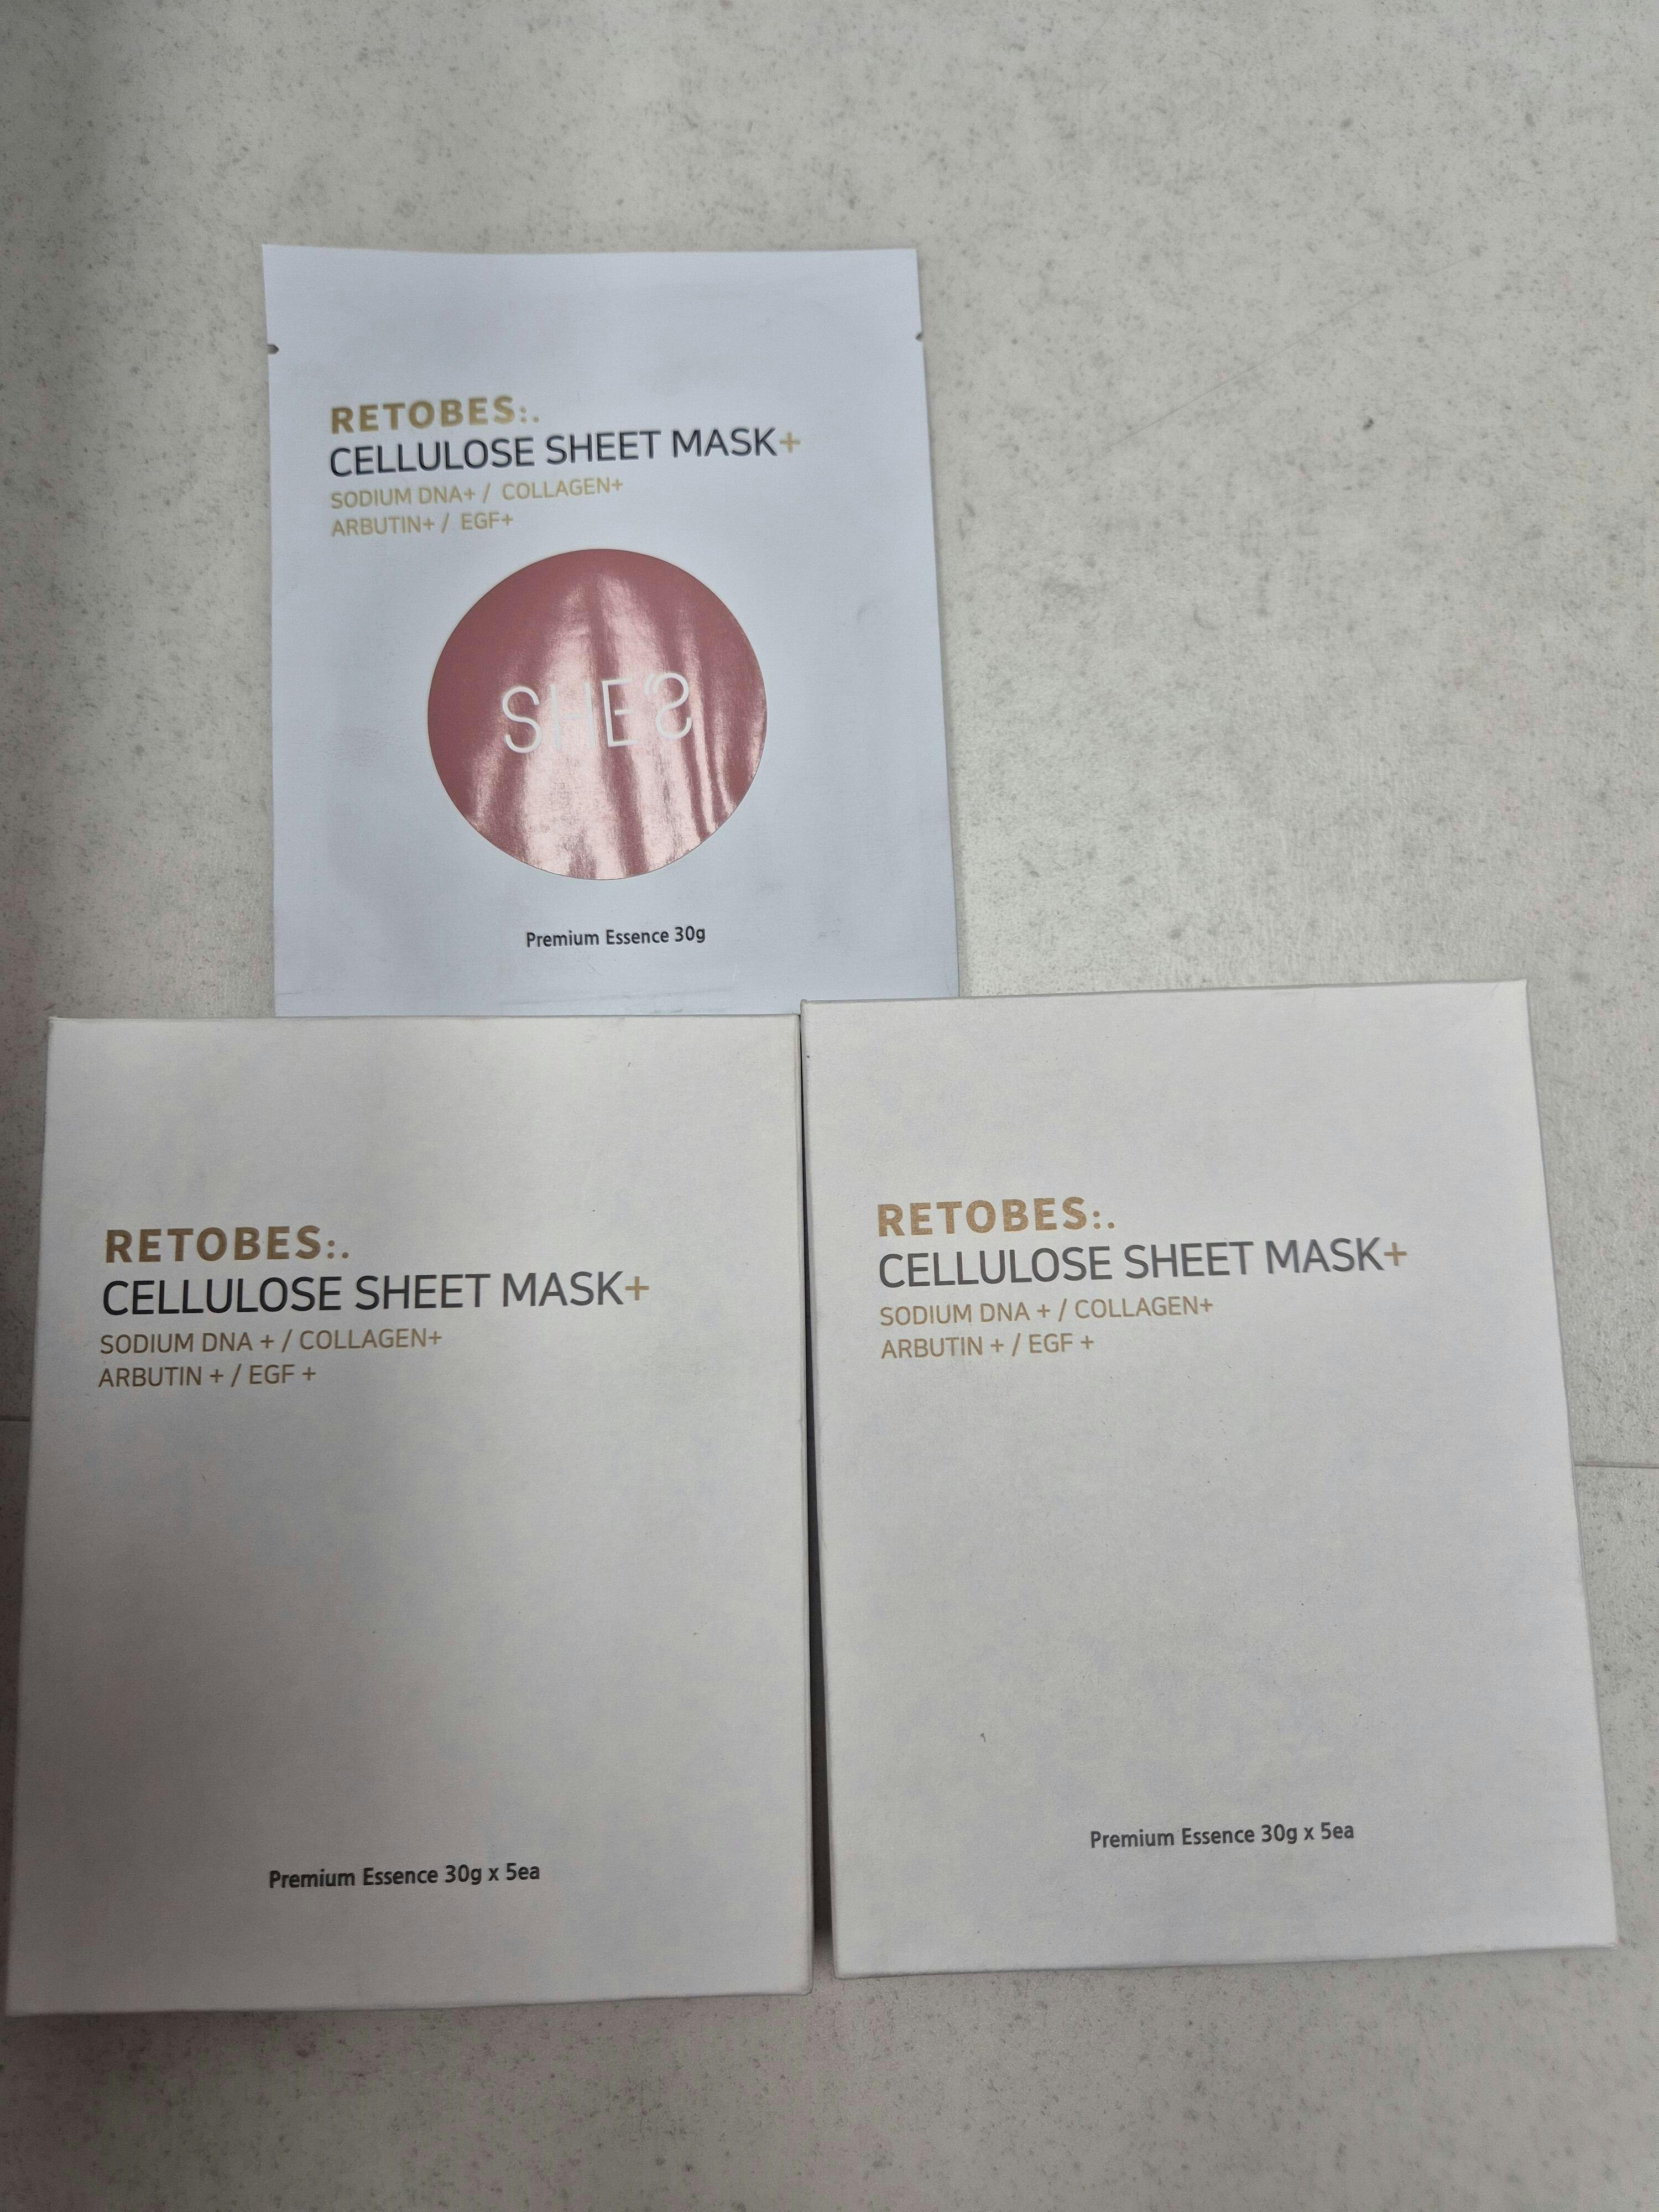 RETOBES:.
CELLULOSE SHEET MASK+
SODIUM DNA+ / COLLAGEN+
ARBUTIN+ / EGF+
SHE'S
Premium Essence 30g
RETOBES:.
CELLULOSE SHEET MASK+
SODIUM DNA + / COLLAGEN+
ARBUTIN + / EGF +
Premium Essence 30g x 5ea
RETOBES:.
CELLULOSE SHEET MASK+
SODIUM DNA + / COLLAGEN+
ARBUTIN + / EGF +
Premium Essence 30g x 5ea